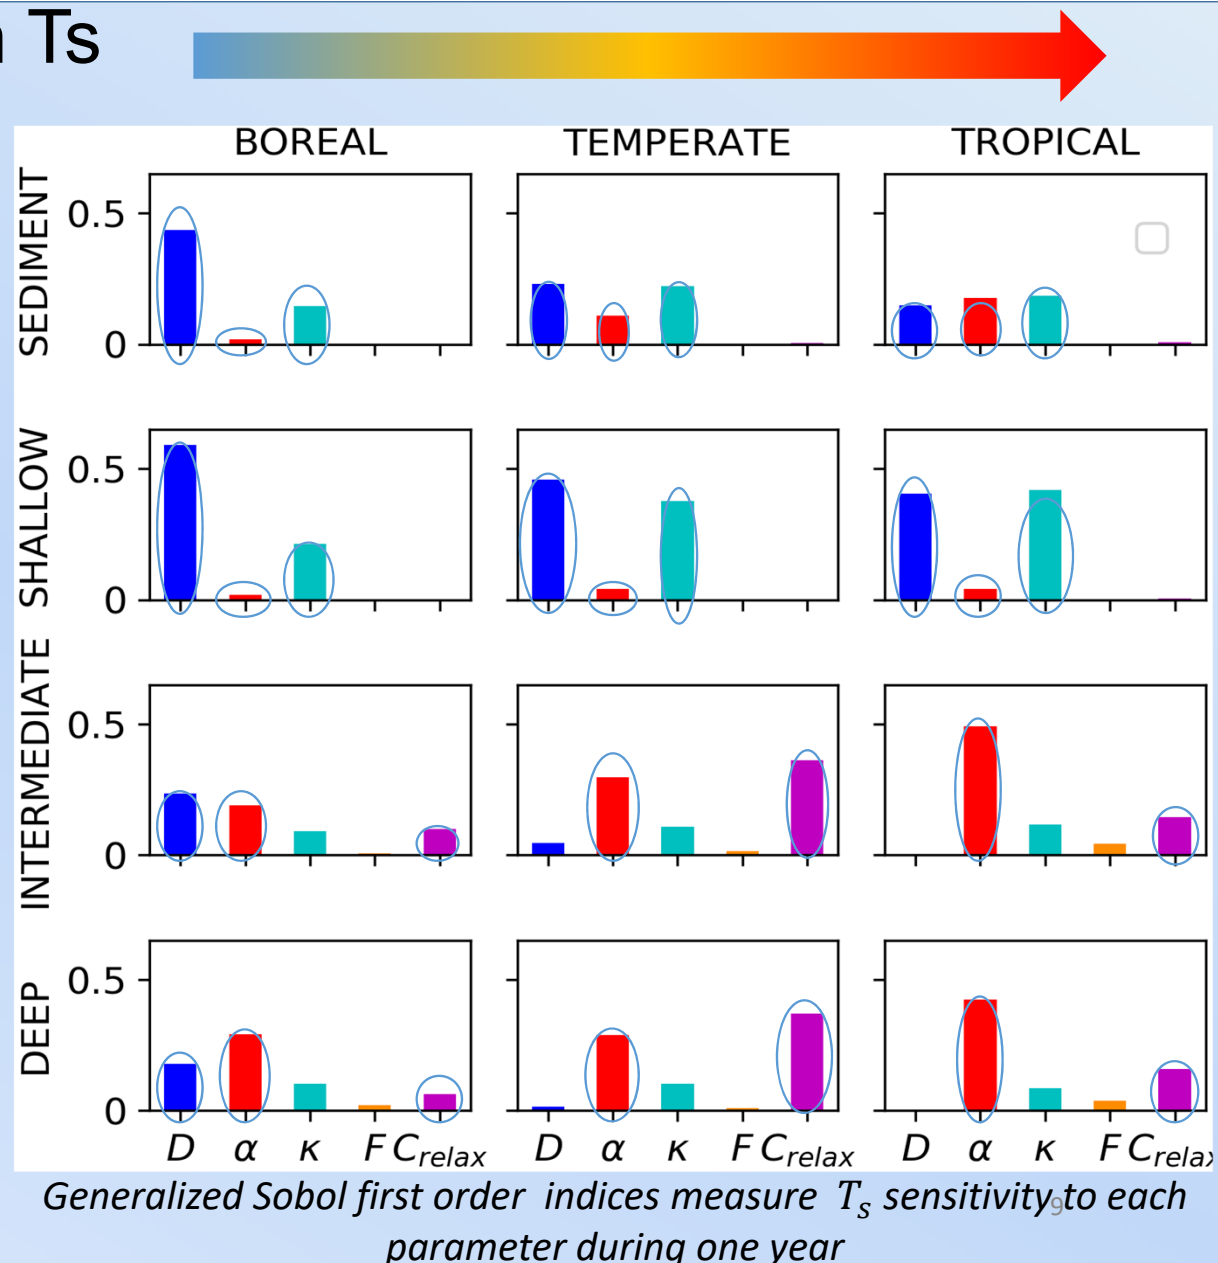 n Ts
BOREAL TEMPERATE TROPICAL
SEDIMENT
0.5
0
SHALLOW
0.5
0
INTERMEDIATE
0.5
0
DEEP
0.5
0
D α κ F C_relax D α κ F C_relax D α κ F C_relax
Generalized Sobol first order indices measure T_s sensitivity to each
9
parameter during one year